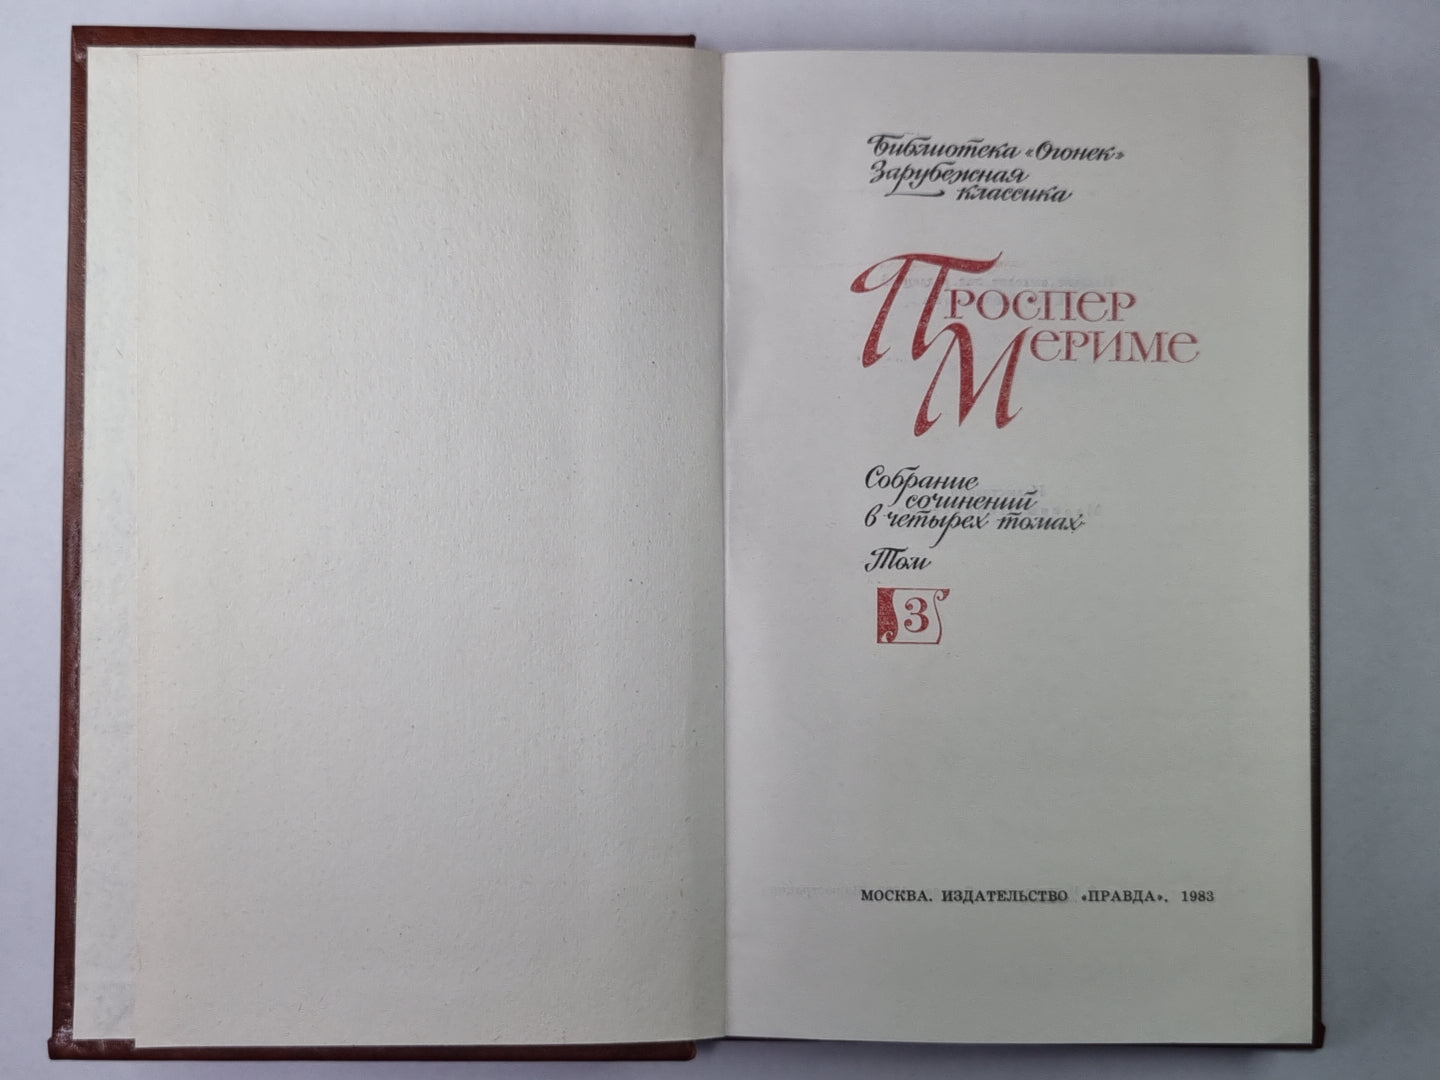 Библиотека «Огонек»
Зарубежная
классика
Проспер
Мериме
Собрание
сочинений
в четырех томах
Том
3
МОСКВА. ИЗДАТЕЛЬСТВО «ПРАВДА». 1983